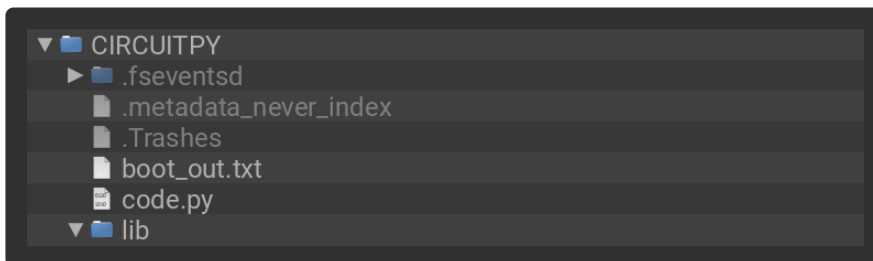 CIRCUITPY
.fseventsd
.metadata_never_index
.Trashes
boot_out.txt
code.py
lib